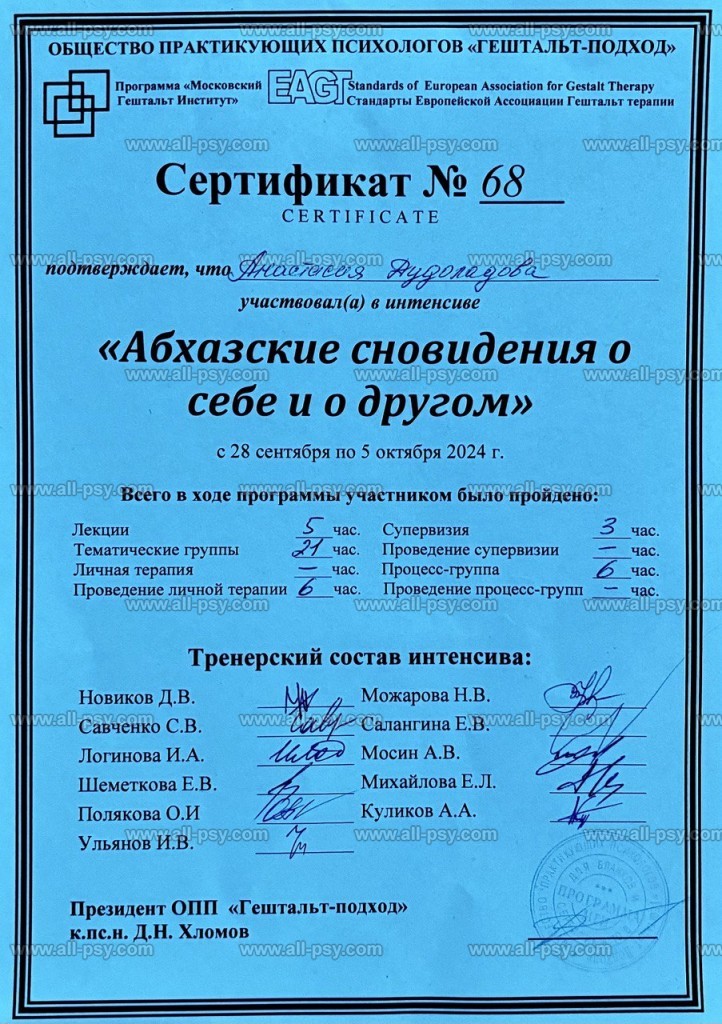 ОБЩЕСТВО ПРАКТИКУЮЩИХ ПСИХОЛОГОВ «ГЕШТАЛЬТ-ПОДХОД»
Программа «Московский Гештальт Институт»
EAGT Standards of European Association for Gestalt Therapy
Стандарты Европейской Ассоциации Гештальт терапии
www.all-psy.com
Сертификат № 68
CERTIFICATE
подтверждает, что Анастасия Дудоладова
участвовал(а) в интенсиве
«Абхазские сновидения о
себе и о другом»
с 28 сентября по 5 октября 2024 г.
Всего в ходе программы участником было пройдено:
Лекции 5 час. Супервизия 3 час.
Тематические группы 21 час. Проведение супервизии – час.
Личная терапия – час. Процесс-группа 6 час.
Проведение личной терапии 6 час. Проведение процесс-групп – час.
Тренерский состав интенсива:
Новиков Д.В. Можарова Н.В.
Савченко С.В. Салангина Е.В.
Логинова И.А. Мосин А.В.
Шеметкова Е.В. Михайлова Е.Л.
Полякова О.И Куликов А.А.
Ульянов И.В.
Президент ОПП «Гештальт-подход»
к.пс.н. Д.Н. Хломов